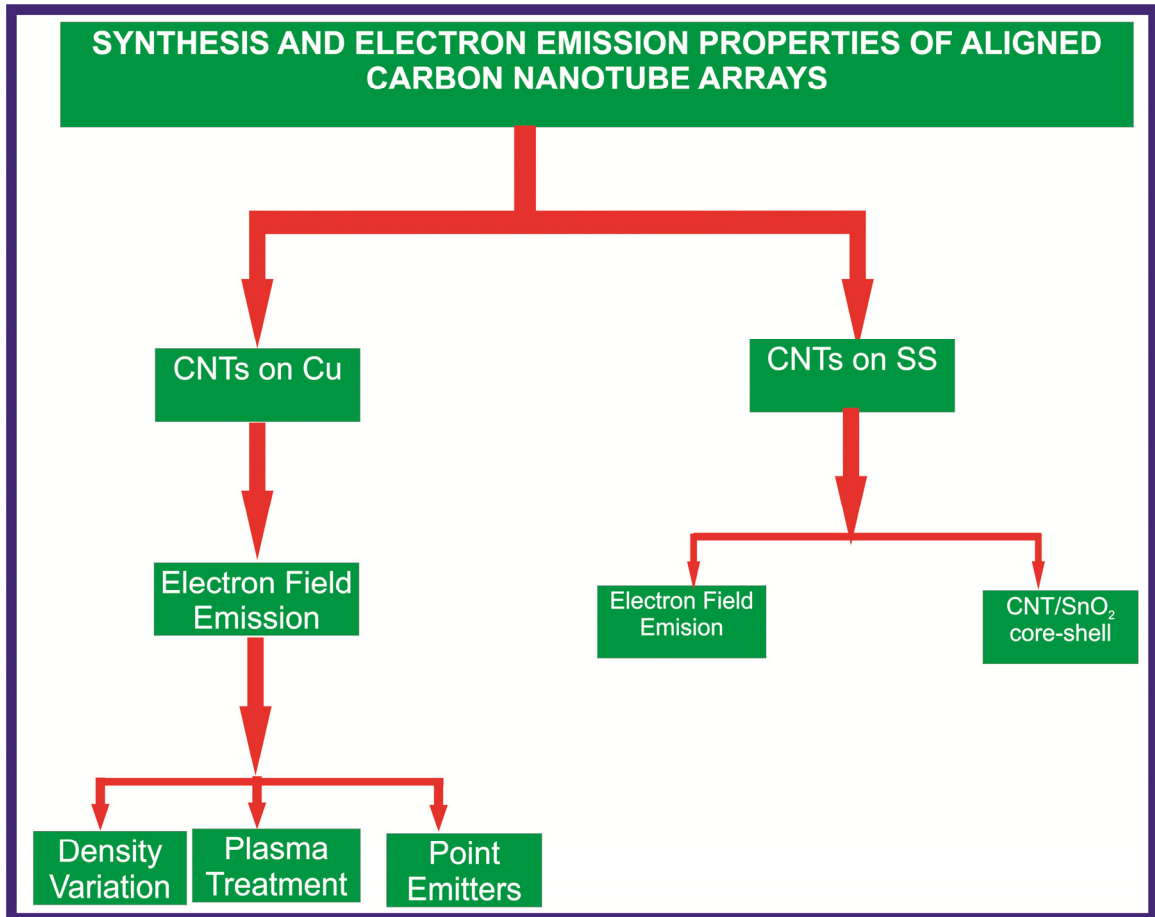 SYNTHESIS AND ELECTRON EMISSION PROPERTIES OF ALIGNED
CARBON NANOTUBE ARRAYS
CNTs on Cu
CNTs on SS
Electron Field
Emission
Electron Field
Emision
CNT/SnO₂
core-shell
Density
Variation
Plasma
Treatment
Point
Emitters